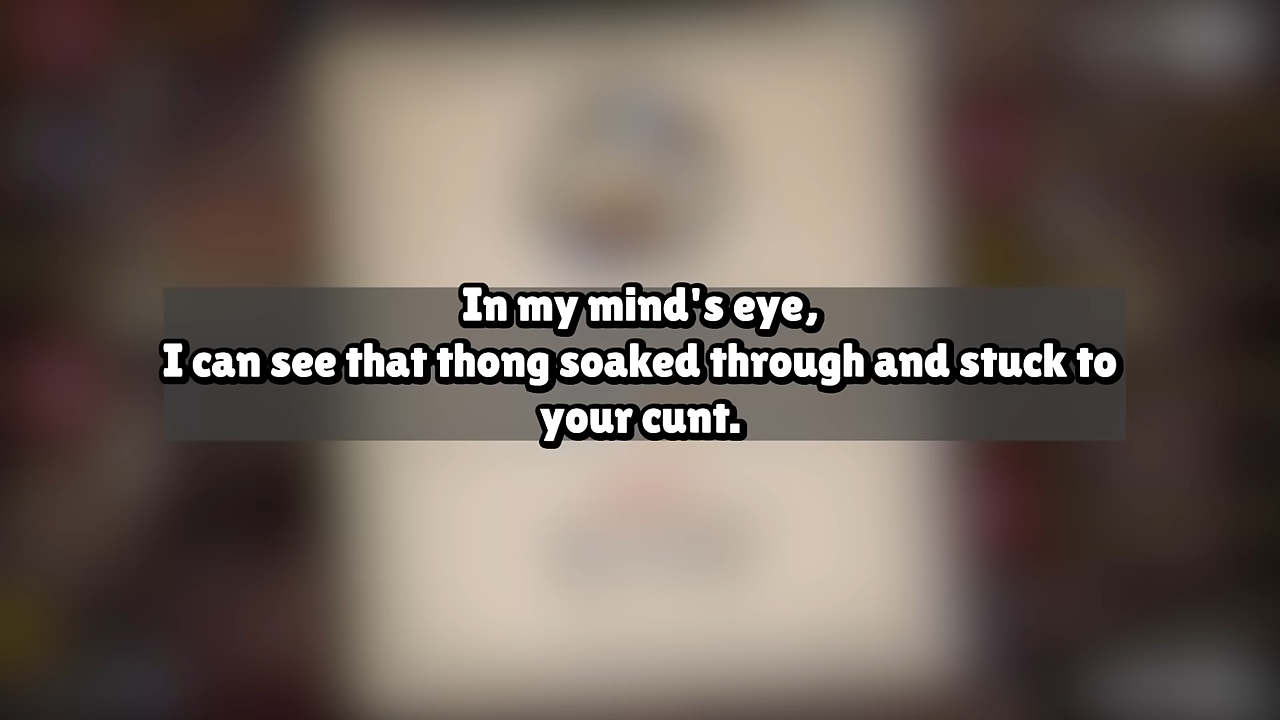 In my mind's eye,
I can see that thong soaked through and stuck to
your cunt.